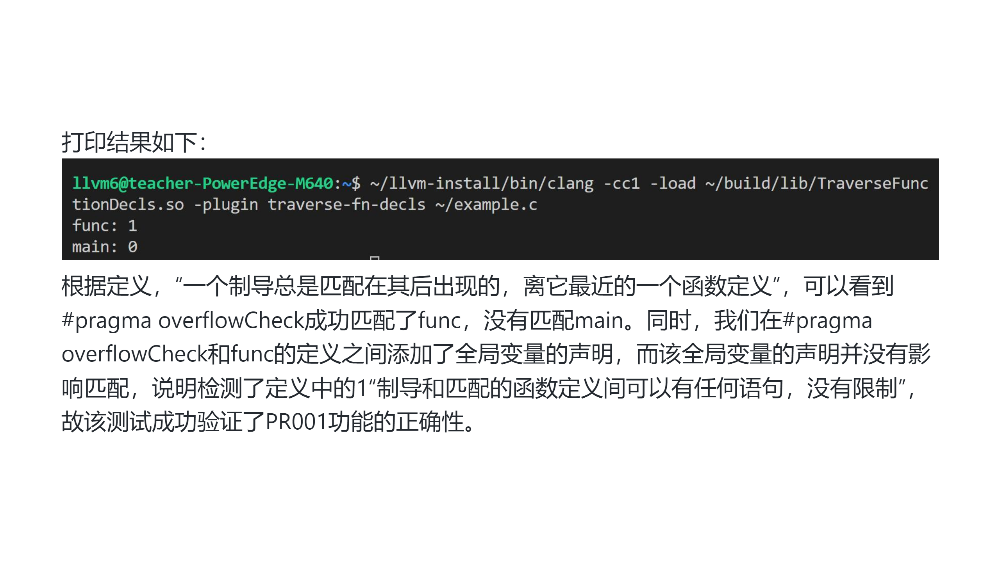 打印结果如下：
llvm6@teacher-PowerEdge-M640:~$ ~/llvm-install/bin/clang -cc1 -load ~/build/lib/TraverseFunc
tionDecls.so -plugin traverse-fn-decls ~/example.c
func: 1
main: 0
根据定义，“一个制导总是匹配在其后出现的，离它最近的一个函数定义”，可以看到
#pragma overflowCheck成功匹配了func，没有匹配main。同时，我们在#pragma
overflowCheck和func的定义之间添加了全局变量的声明，而该全局变量的声明并没有影
响匹配，说明检测了定义中的1“制导和匹配的函数定义间可以有任何语句，没有限制”，
故该测试成功验证了PR001功能的正确性。